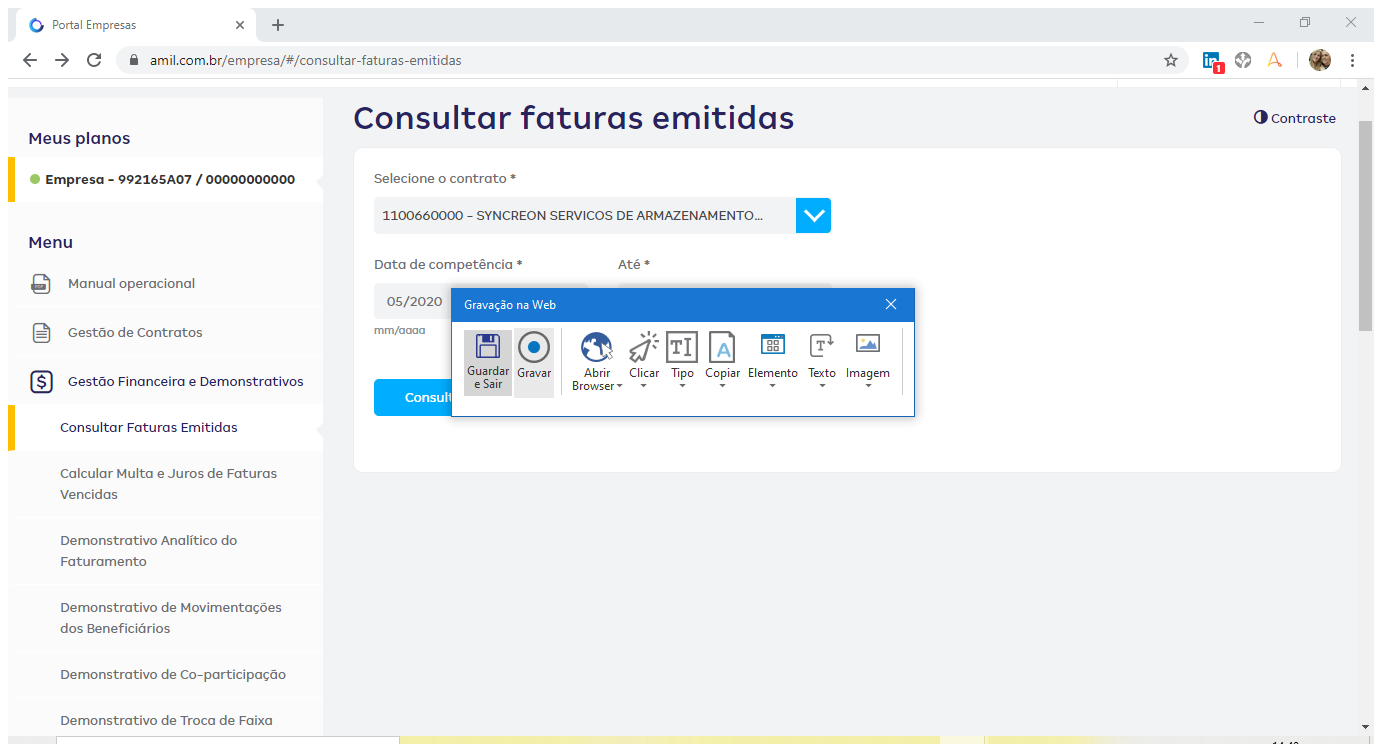 Portal Empresas
amil.com.br/empresa/#/consultar-faturas-emitidas
1
Meus planos
Empresa - 992165A07 / 00000000000
Menu
Manual operacional
Gestão de Contratos
Gestão Financeira e Demonstrativos
Consultar Faturas Emitidas
Calcular Multa e Juros de Faturas
Vencidas
Demonstrativo Analítico do
Faturamento
Demonstrativo de Movimentações
dos Beneficiários
Demonstrativo de Co-participação
Demonstrativo de Troca de Faixa
Consultar faturas emitidas
Contraste
Selecione o contrato *
1100660000 - SYNCREON SERVICOS DE ARMAZENAMENTO...
Data de competência *
Até *
05/2020
mm/aaaa
Gravação na Web
Guardar
e Sair
Gravar
Abrir
Browser
Clicar
Tipo
Copiar
Elemento
Texto
Imagem